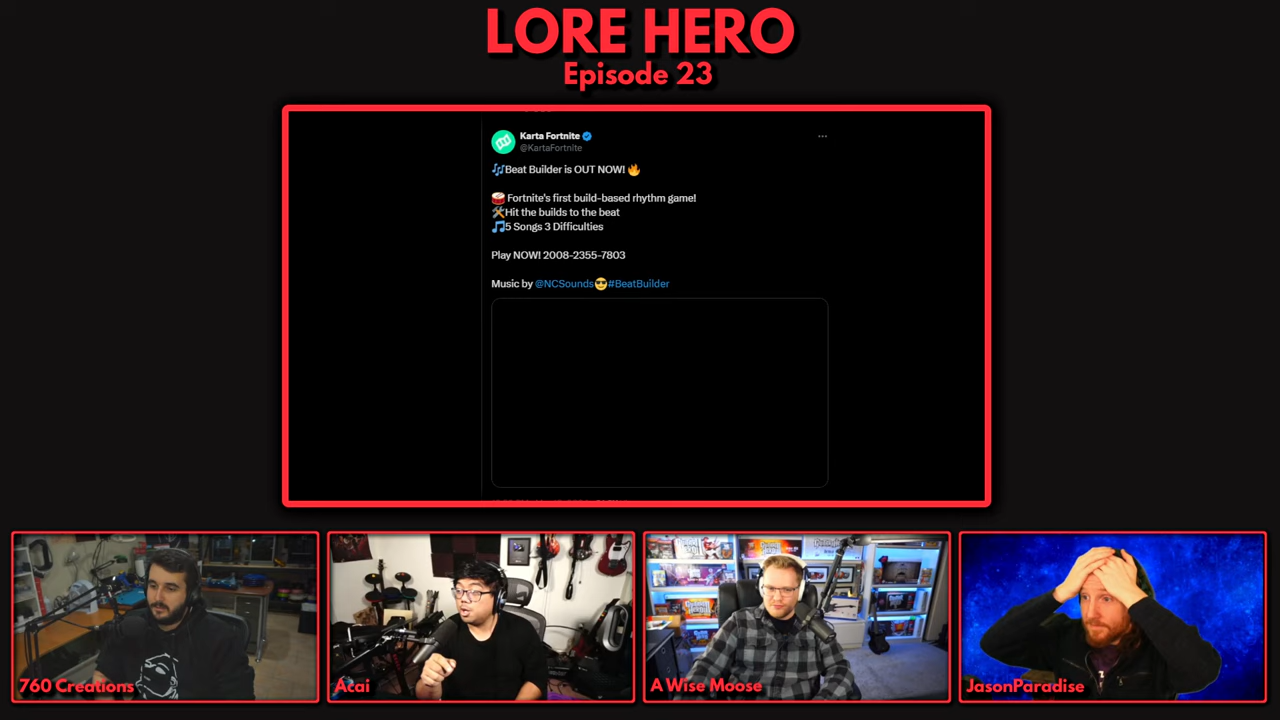 LORE HERO
Episode 23
Karta Fortnite
@KartaFortnite
🎶Beat Builder is OUT NOW! 🔥
🥁 Fortnite's first build-based rhythm game!
🛠️Hit the builds to the beat
🎵5 Songs 3 Difficulties
Play NOW! 2008-2355-7803
Music by @NCSounds😎#BeatBuilder
760 Creations
Acai
A Wise Moose
JasonParadise